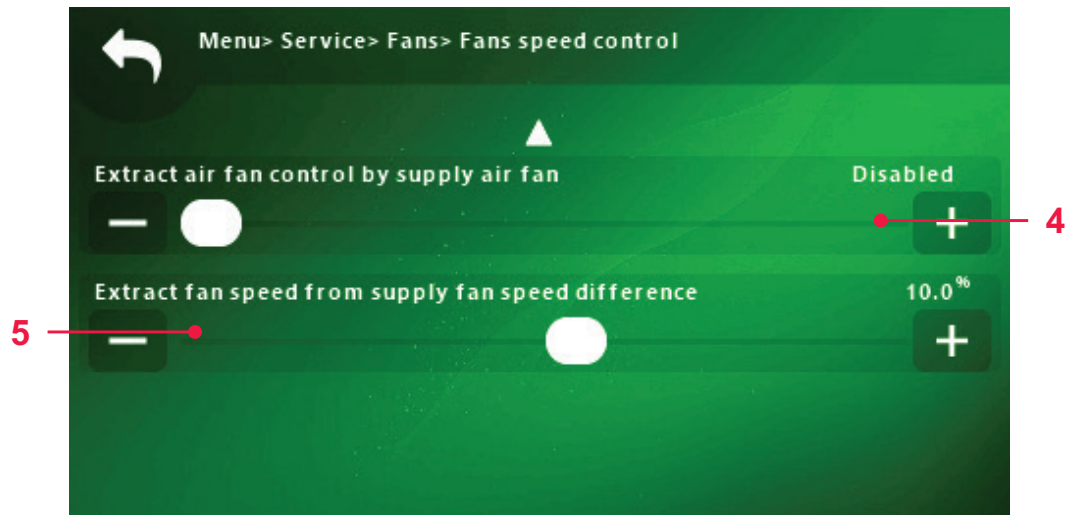 Menu> Service> Fans> Fans speed control
Extract air fan control by supply air fan Disabled
4
Extract fan speed from supply fan speed difference 10.0%
5